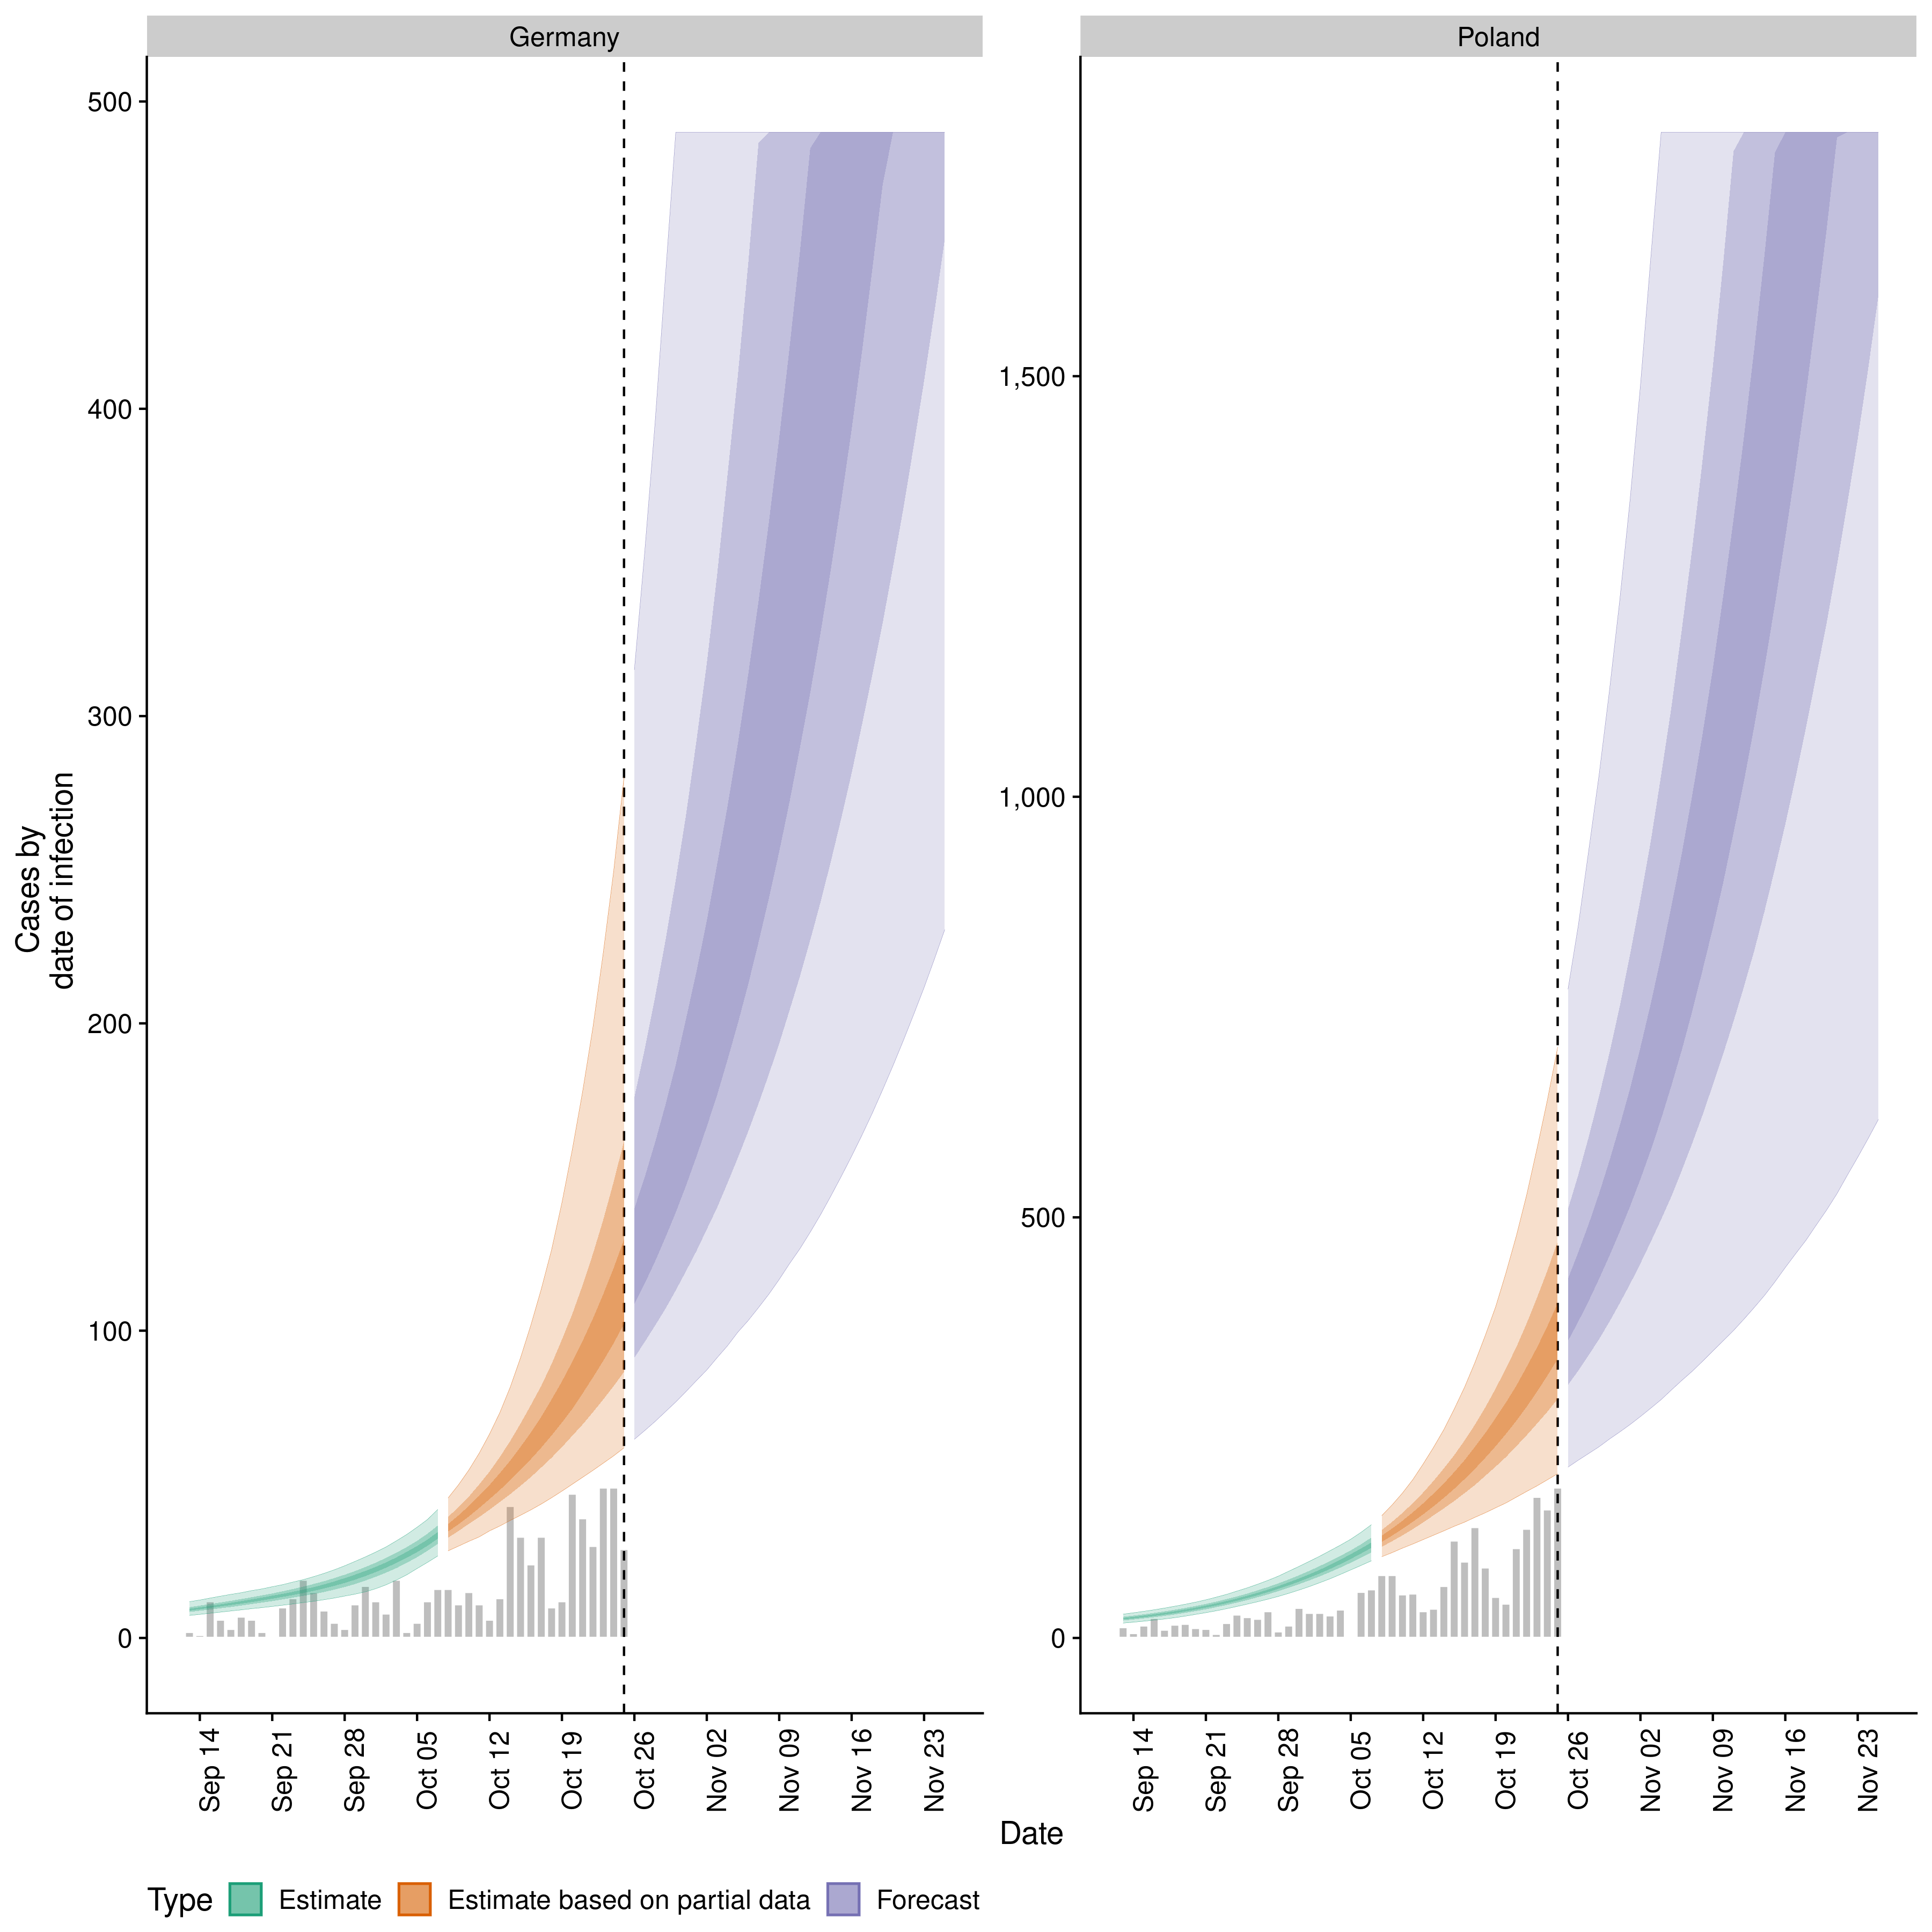 Germany
Poland
Cases by
date of infection
500
400
300
200
100
0
1,500
1,000
500
0
Sep 14
Sep 21
Sep 28
Oct 05
Oct 12
Oct 19
Oct 26
Nov 02
Nov 09
Nov 16
Nov 23
Sep 14
Sep 21
Sep 28
Oct 05
Oct 12
Oct 19
Oct 26
Nov 02
Nov 09
Nov 16
Nov 23
Date
Type Estimate Estimate based on partial data Forecast